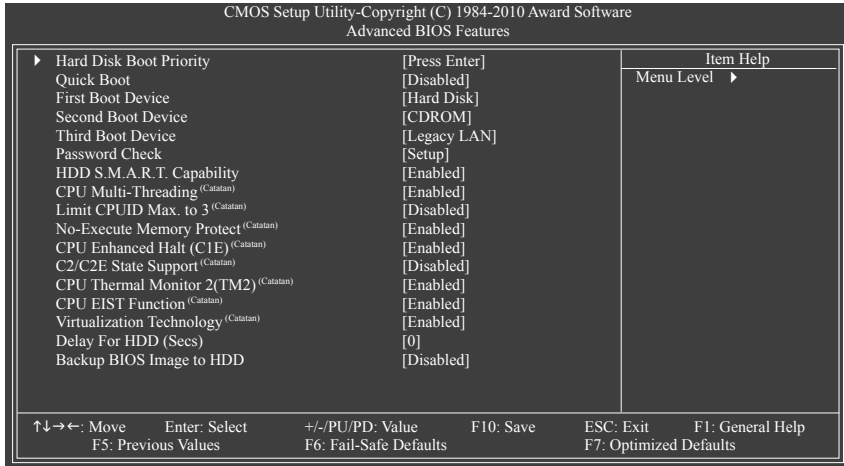 CMOS Setup Utility-Copyright (C) 1984-2010 Award Software
Advanced BIOS Features
Hard Disk Boot Priority [Press Enter]
Quick Boot [Disabled]
First Boot Device [Hard Disk]
Second Boot Device [CDROM]
Third Boot Device [Legacy LAN]
Password Check [Setup]
HDD S.M.A.R.T. Capability [Enabled]
CPU Multi-Threading (Catatan) [Enabled]
Limit CPUID Max. to 3 (Catatan) [Disabled]
No-Execute Memory Protect (Catatan) [Enabled]
CPU Enhanced Halt (C1E) (Catatan) [Enabled]
C2/C2E State Support (Catatan) [Disabled]
CPU Thermal Monitor 2(TM2) (Catatan) [Enabled]
CPU EIST Function (Catatan) [Enabled]
Virtualization Technology (Catatan) [Enabled]
Delay For HDD (Secs) [0]
Backup BIOS Image to HDD [Disabled]
Item Help
Menu Level
↑↓→←: Move Enter: Select +/-/PU/PD: Value F10: Save ESC: Exit F1: General Help
F5: Previous Values F6: Fail-Safe Defaults F7: Optimized Defaults